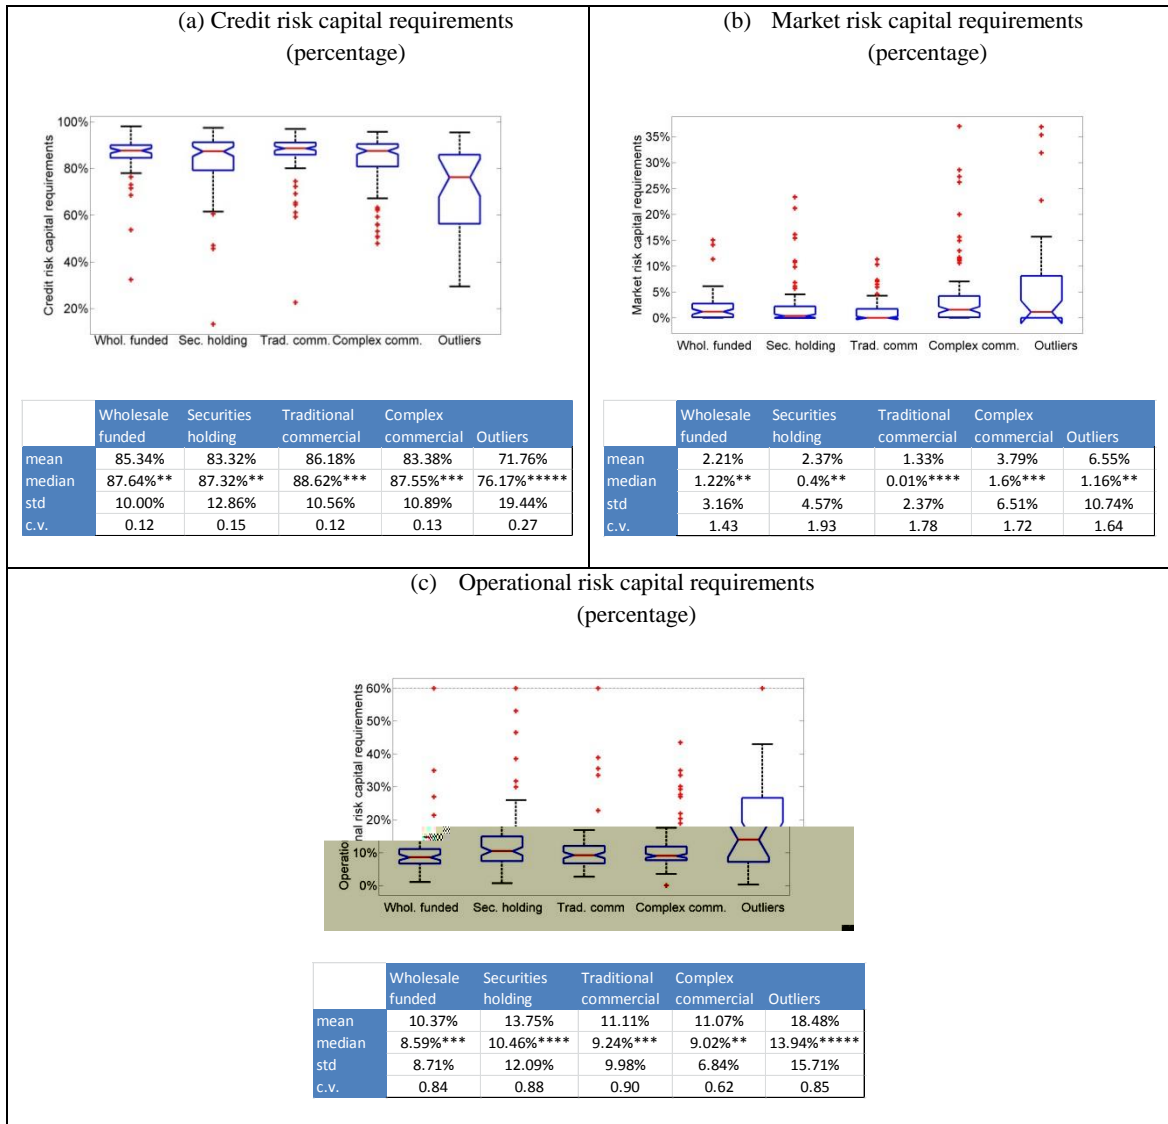 (a) Credit risk capital requirements
(percentage)
Credit risk capital requirements
100%
80%
60%
40%
20%
Whol. funded Sec. holding Trad. comm. Complex comm. Outliers
Wholesale funded Securities holding Traditional commercial Complex commercial Outliers
mean 85.34% 83.32% 86.18% 83.38% 71.76%
median 87.64%** 87.32%** 88.62%*** 87.55%*** 76.17%*****
std 10.00% 12.86% 10.56% 10.89% 19.44%
c.v. 0.12 0.15 0.12 0.13 0.27
(b) Market risk capital requirements
(percentage)
Market risk capital requirements
35%
30%
25%
20%
15%
10%
5%
0%
Whol. funded Sec. holding Trad. comm Complex comm. Outliers
Wholesale funded Securities holding Traditional commercial Complex commercial Outliers
mean 2.21% 2.37% 1.33% 3.79% 6.55%
median 1.22%** 0.4%** 0.01%**** 1.6%*** 1.16%**
std 3.16% 4.57% 2.37% 6.51% 10.74%
c.v. 1.43 1.93 1.78 1.72 1.64
(c) Operational risk capital requirements
(percentage)
Operational risk capital requirements
60%
50%
40%
30%
20%
10%
0%
Whol. funded Sec. holding Trad. comm Complex comm. Outliers
Wholesale funded Securities holding Traditional commercial Complex commercial Outliers
mean 10.37% 13.75% 11.11% 11.07% 18.48%
median 8.59%*** 10.46%**** 9.24%*** 9.02%** 13.94%*****
std 8.71% 12.09% 9.98% 6.84% 15.71%
c.v. 0.84 0.88 0.90 0.62 0.85